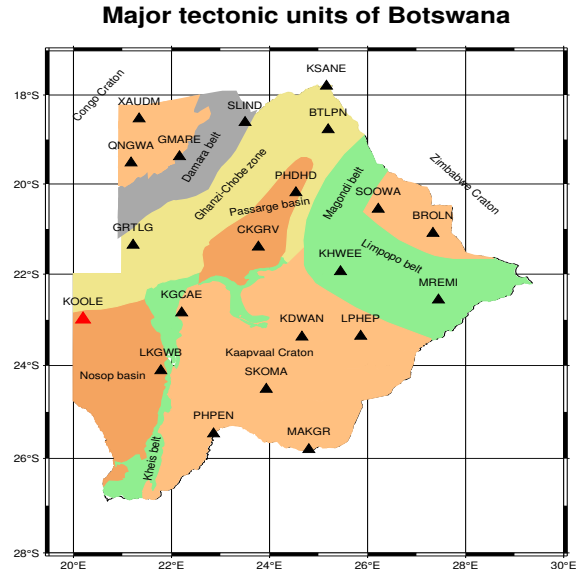 Major tectonic units of Botswana
KSANE
18°S
Congo Craton
XAUDM
SLIND
BTLPN
QNGWA
GMARE
Damara belt
Ghanzi-Chobe zone
PHDHD
Magondi belt
Zimbabwe Craton
20°S
SOOWA
Passarge basin
BROLN
GRTLG
CKGRV
Limpopo belt
KHWEE
22°S
MREMI
KOOLE
KGCAE
KDWAN
LPHEP
LKGWB
Kaapvaal Craton
24°S
Nosop basin
SKOMA
PHPEN
MAKGR
Kheis belt
26°S
28°S
20°E
22°E
24°E
26°E
28°E
30°E